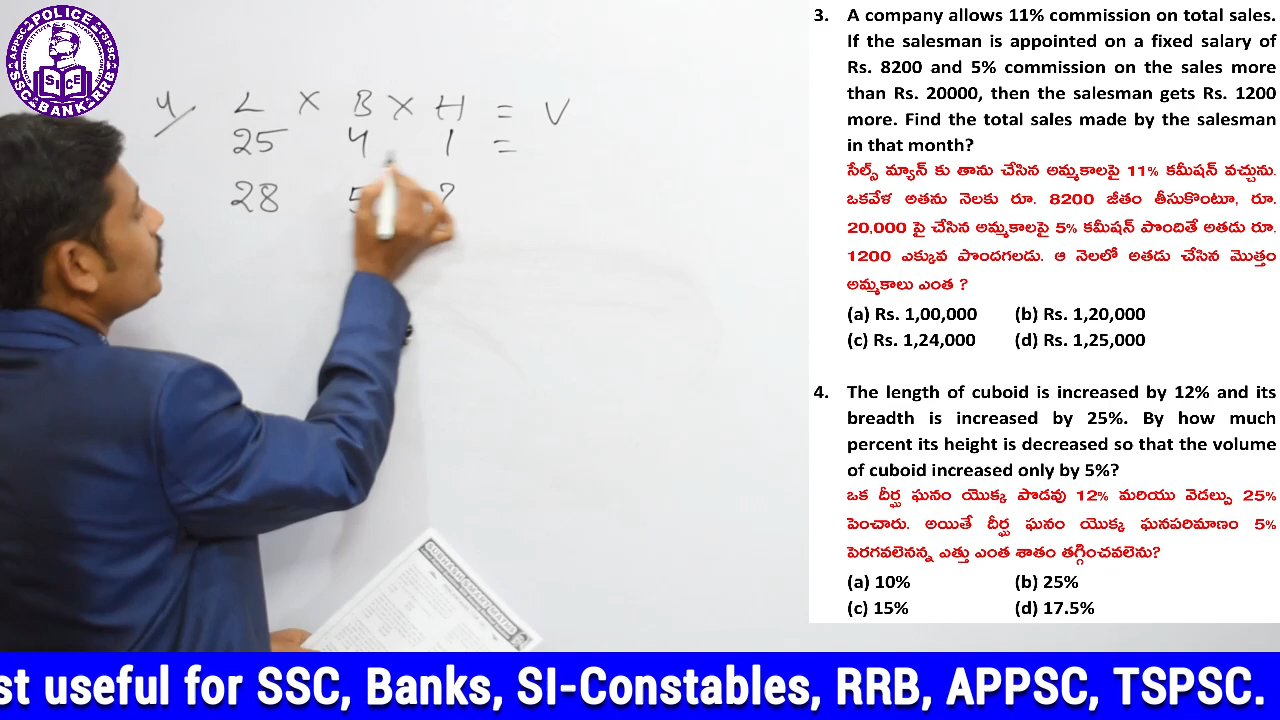 POLICE
APPSC
TSPSC
SSC
BANK
RRB
SICE
4/ L × B × H = V
25 4 1 =
28 5 ?
SUBHASH SMART MATH
3. A company allows 11% commission on total sales.
If the salesman is appointed on a fixed salary of
Rs. 8200 and 5% commission on the sales more
than Rs. 20000, then the salesman gets Rs. 1200
more. Find the total sales made by the salesman
in that month?
సేల్స్ మ్యాన్ కు తాను చేసిన అమ్మకాలపై 11% కమీషన్ వచ్చును.
ఒకవేళ అతను నెలకు రూ. 8200 జీతం తీసుకొంటూ, రూ.
20,000 పై చేసిన అమ్మకాలపై 5% కమీషన్ పొందితే అతడు రూ.
1200 ఎక్కువ పొందగలడు. ఆ నెలలో అతడు చేసిన మొత్తం
అమ్మకాలు ఎంత ?
(a) Rs. 1,00,000 (b) Rs. 1,20,000
(c) Rs. 1,24,000 (d) Rs. 1,25,000
4. The length of cuboid is increased by 12% and its
breadth is increased by 25%. By how much
percent its height is decreased so that the volume
of cuboid increased only by 5%?
ఒక దీర్ఘ ఘనం యొక్క పొడవు 12% మరియు వెడల్పు 25%
పెంచారు. అయితే దీర్ఘ ఘనం యొక్క ఘనపరిమాణం 5%
పెరగవలెనన్న ఎత్తు ఎంత శాతం తగ్గించవలెను?
(a) 10% (b) 25%
(c) 15% (d) 17.5%
st useful for SSC, Banks, SI-Constables, RRB, APPSC, TSPSC.